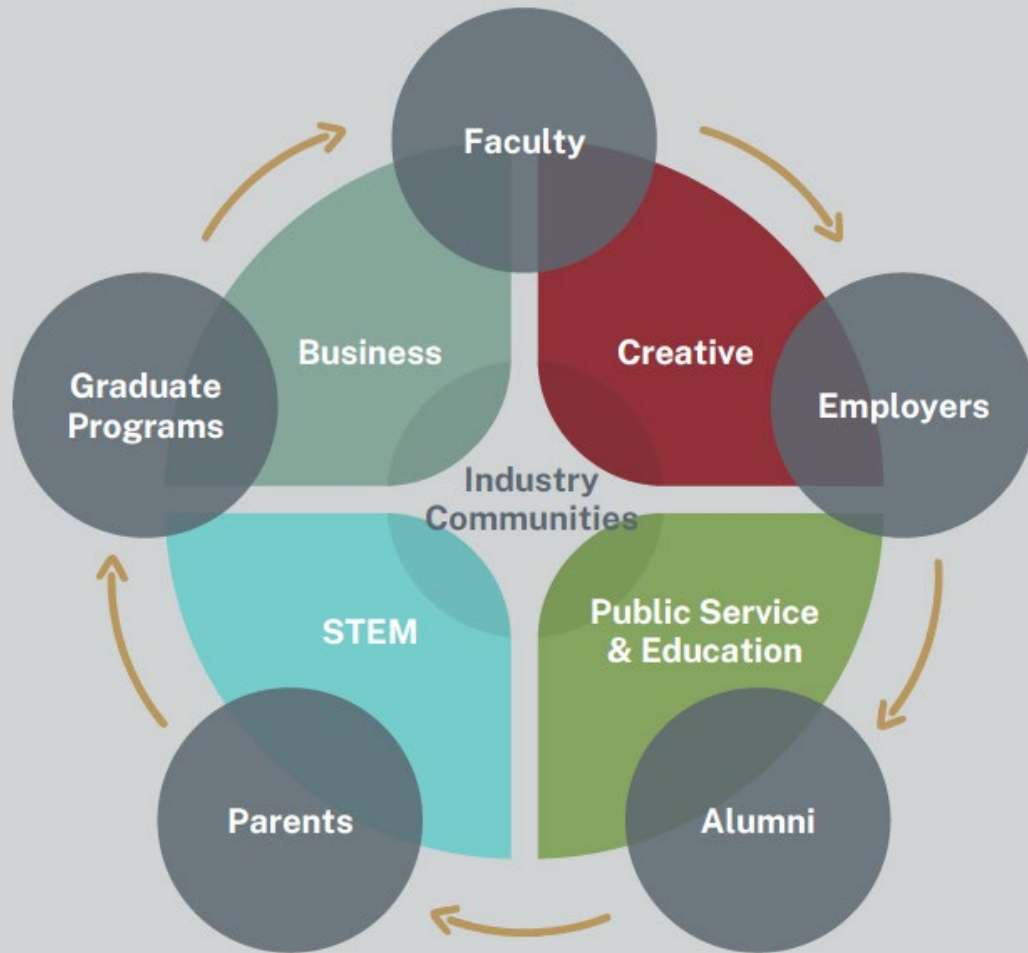 Faculty
Business
Creative
Graduate
Programs
Employers
Industry
Communities
STEM
Public Service
& Education
Parents
Alumni